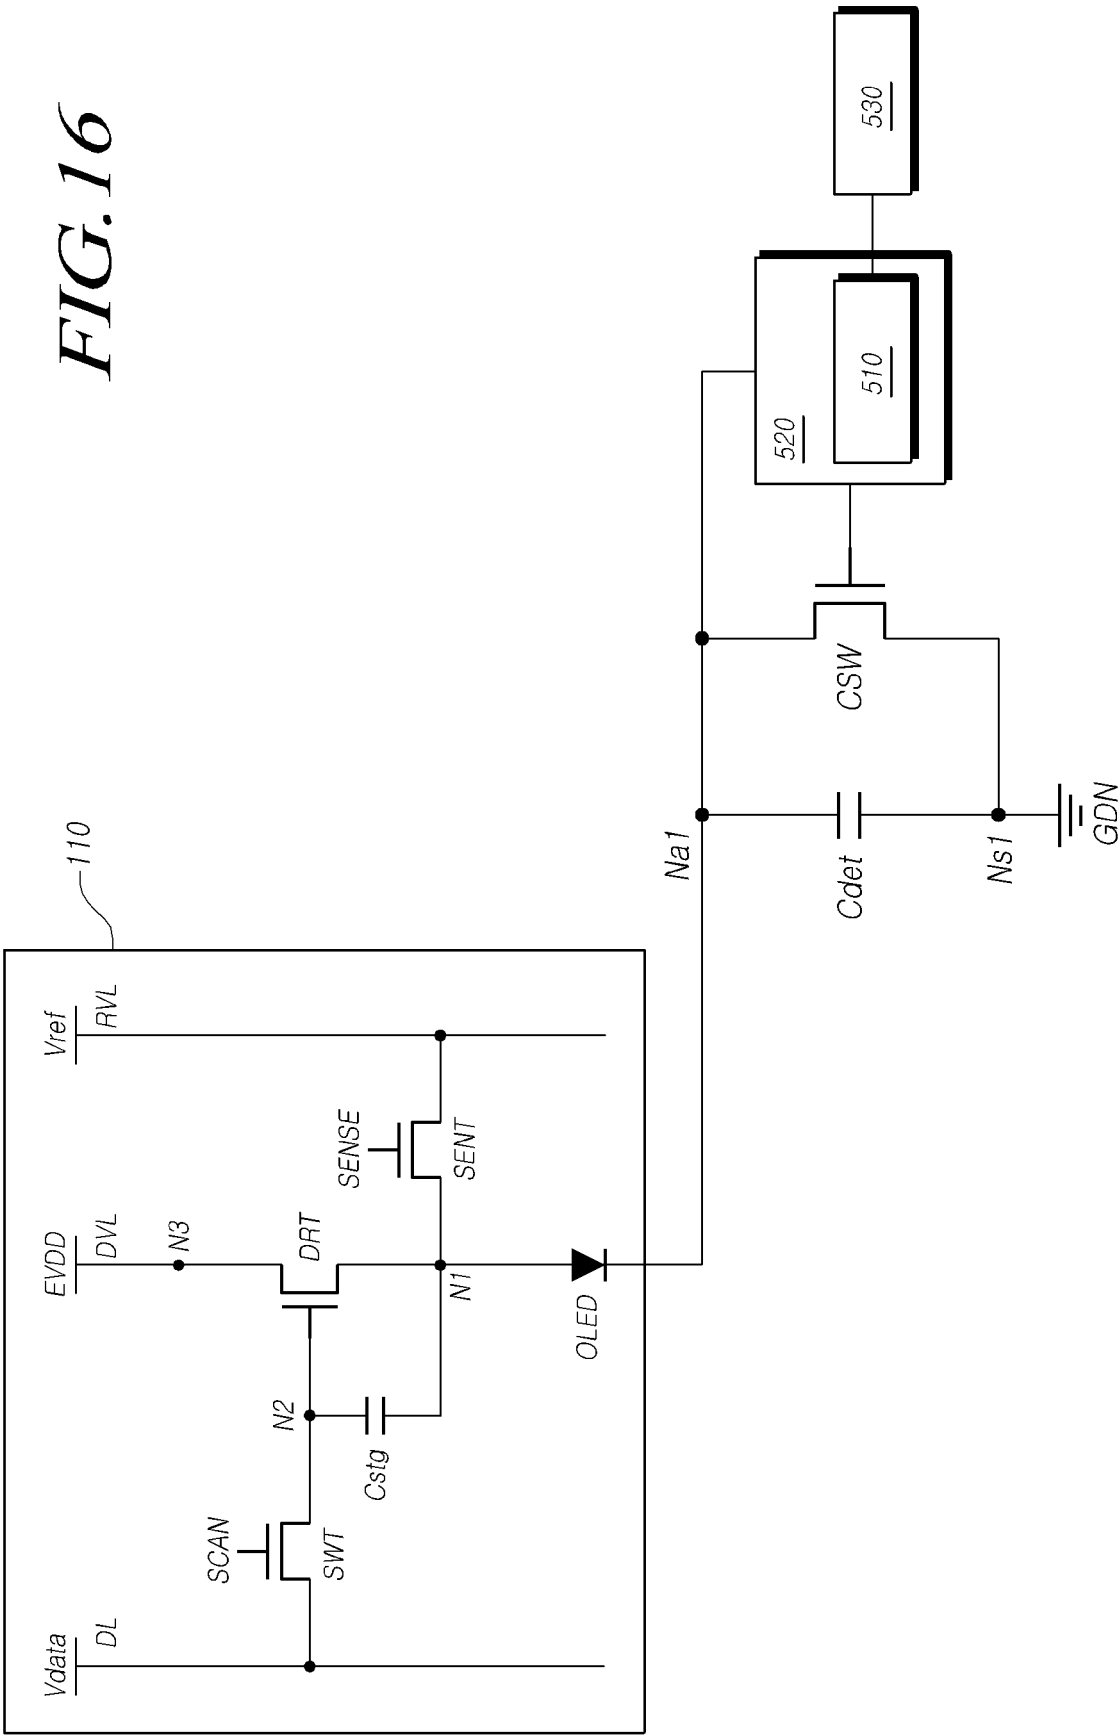 FIG.16
110
Vdata
DL
EVDD
DVL
Vref
RVL
N3
SCAN
SWT
N2
DRT
SENSE
SENT
Cstg
N1
OLED
Na1
Cdet
CSW
Ns1
GDN
520
510
530